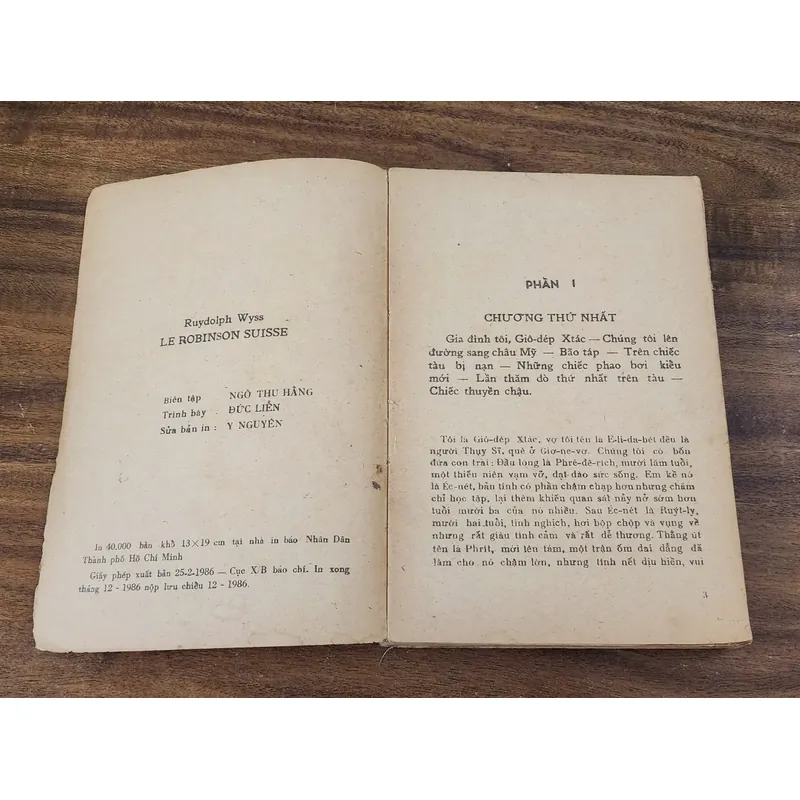 Ruydolph Wyss
LE ROBINSON SUISSE
Biên tập NGÔ THU HẰNG
Trình bày : ĐỨC LIỄN
Sửa bản in : Y NGUYÊN
In 40.000 bản khổ 13×19 cm tại nhà in báo Nhân Dân
Thành phố Hồ Chí Minh
Giấy phép xuất bản 25-2-1986 — Cục X/B báo chí. In xong
tháng 12 - 1986 nộp lưu chiểu 12 - 1986.
PHẦN I
CHƯƠNG THỨ NHẤT
Gia đình tôi, Giô-dép Xtác — Chúng tôi lên
đường sang châu Mỹ — Bão táp — Trên chiếc
tàu bị nạn — Những chiếc phao bơi kiểu
mới — Lần thăm dò thứ nhất trên tàu —
Chiếc thuyền chậu.
Tôi là Giô-dép Xtác, vợ tôi tên là Ê-li-da-bét đều là
người Thụy Sĩ, quê ở Giơ-ne-vơ. Chúng tôi có bốn
đứa con trai : Đầu lòng là Phrê-đê-rich, mười lăm tuổi,
một thiếu niên vạm vỡ, dạt dào sức sống. Em kề nó
là Éc-nét, bản tính có phần chậm chạp hơn nhưng chăm
chỉ học tập, lại thêm khiếu quan sát nảy nở sớm hơn
tuổi mười ba của nó nhiều. Sau Éc-nét là Ruýt-ly,
mười hai tuổi, tinh nghịch, hơi bộp chộp và vụng về
nhưng rất giàu tình cảm và rất dễ thương. Thằng út
tên là Phrít, mới lên tám, một trận ốm dai dẳng đã
làm cho nó chậm lớn, nhưng tính nết dịu hiền, vui
3